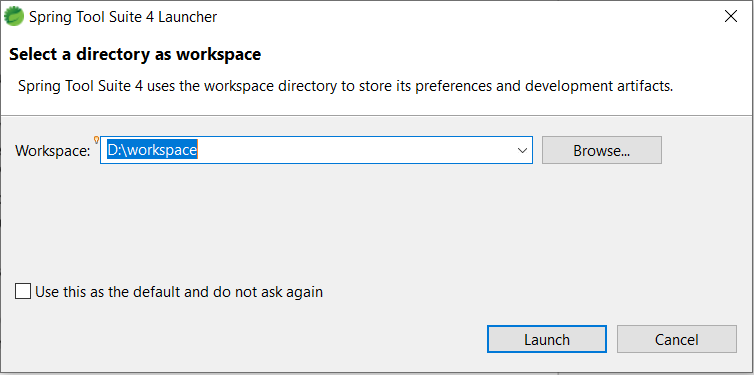 Spring Tool Suite 4 Launcher
Select a directory as workspace
Spring Tool Suite 4 uses the workspace directory to store its preferences and development artifacts.
Workspace: D:\workspace Browse...
Use this as the default and do not ask again
Launch Cancel